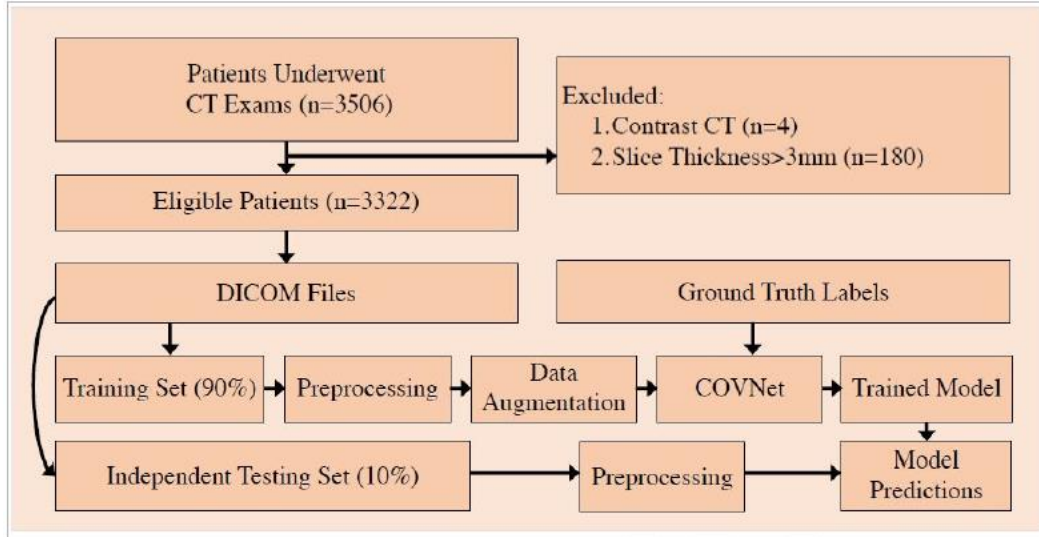 Patients Underwent
CT Exams (n=3506)
Excluded:
1.Contrast CT (n=4)
2. Slice Thickness>3mm (n=180)
Eligible Patients (n=3322)
DICOM Files
Ground Truth Labels
Training Set (90%)
Preprocessing
Data
Augmentation
COVNet
Trained Model
Independent Testing Set (10%)
Preprocessing
Model
Predictions